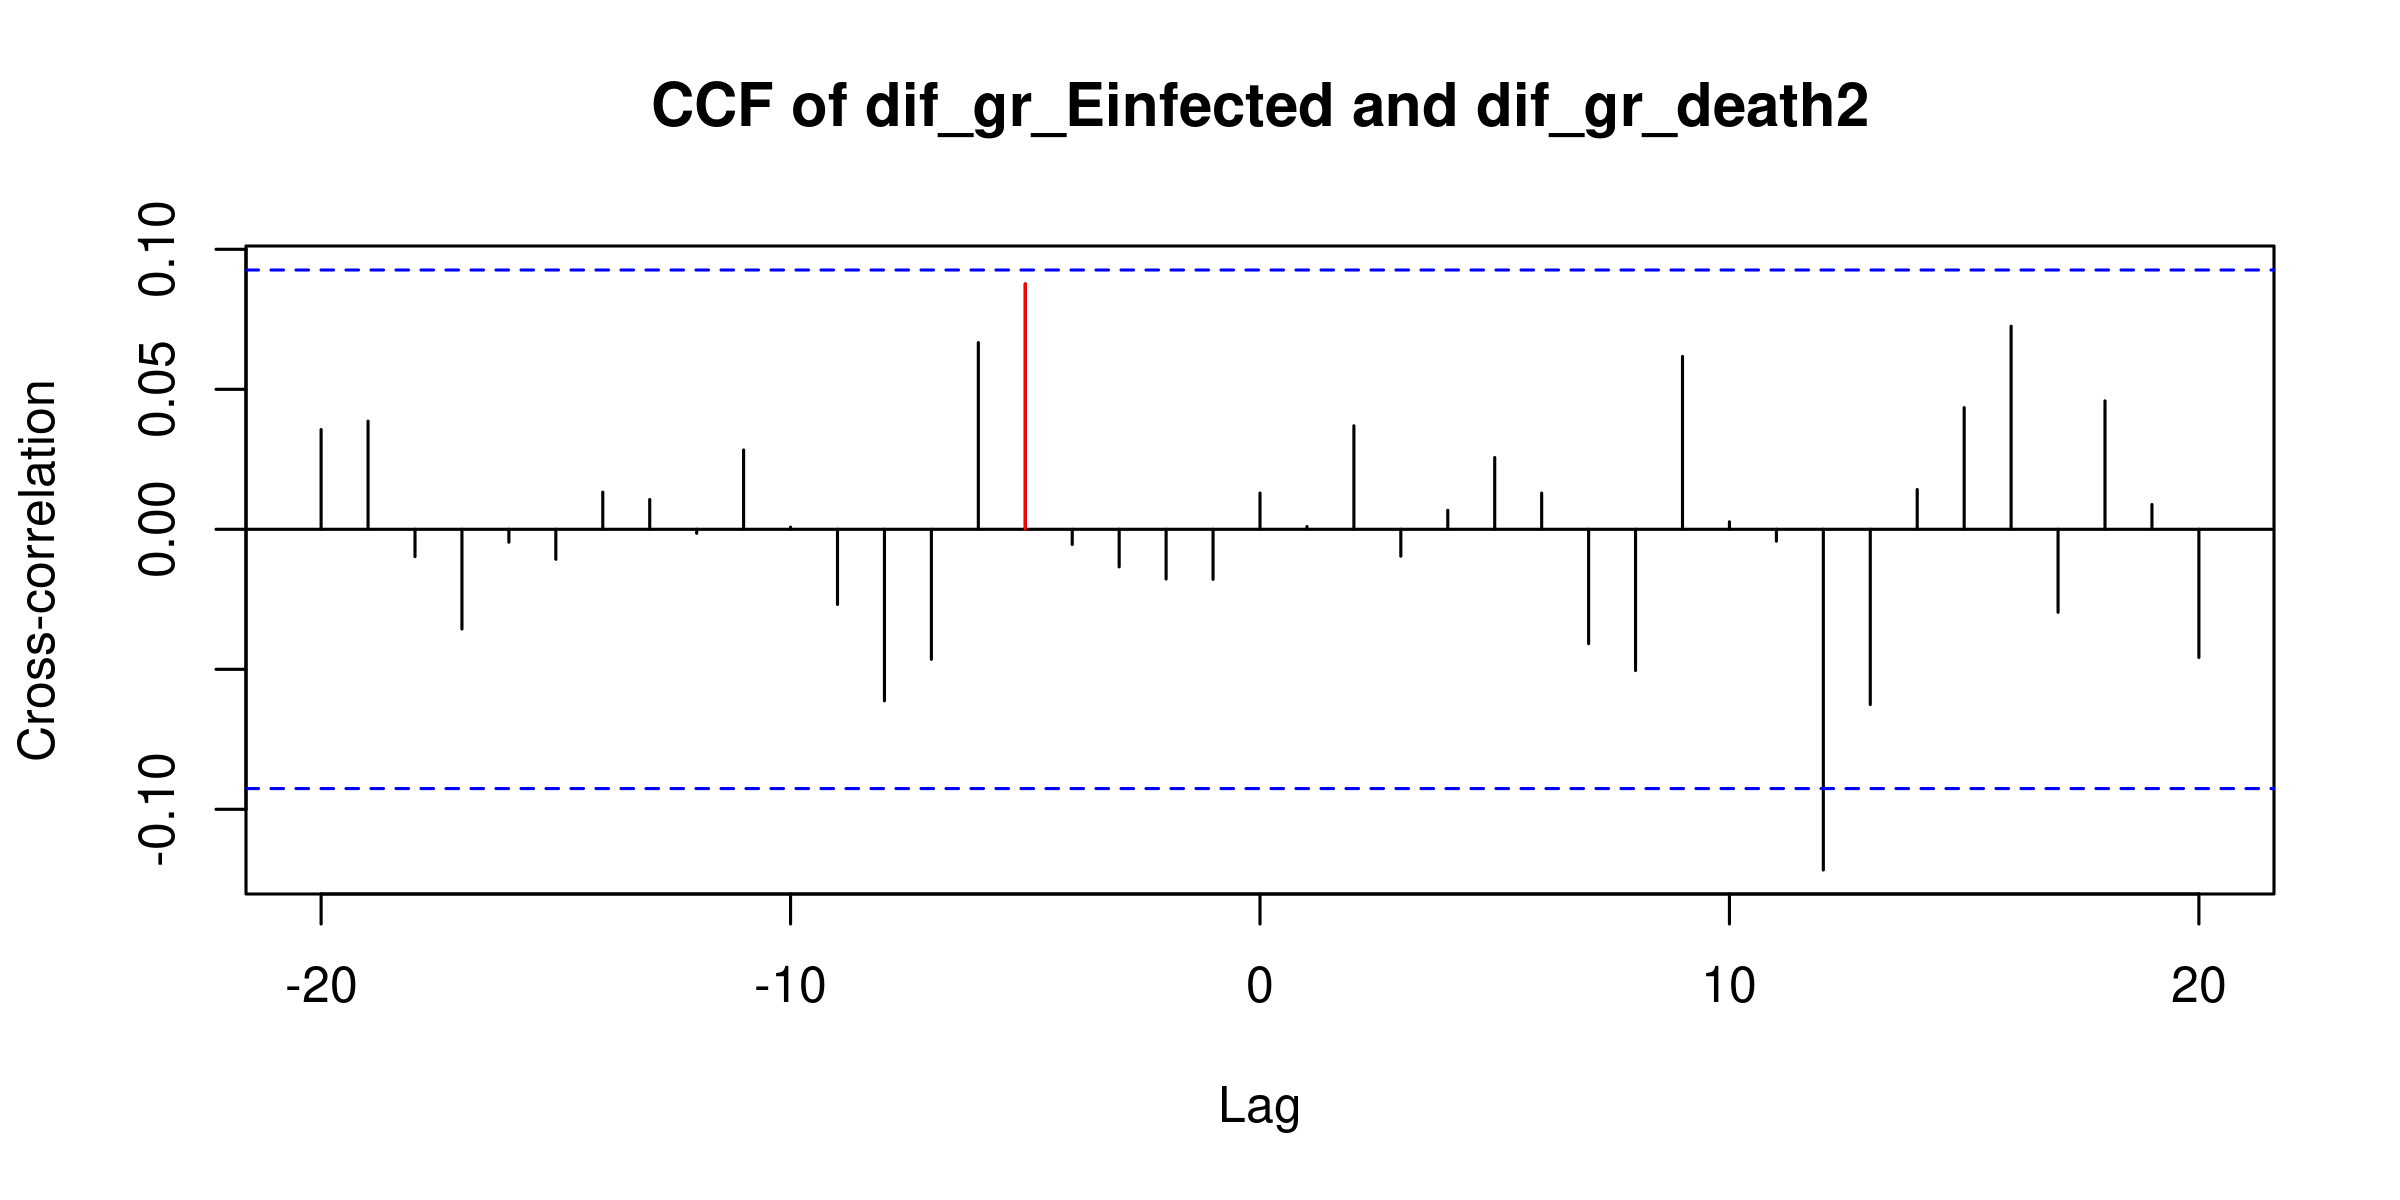 CCF of dif_gr_Einfected and dif_gr_death2
Cross-correlation
0.10
0.05
0.00
-0.10
-20 -10 0 10 20
Lag